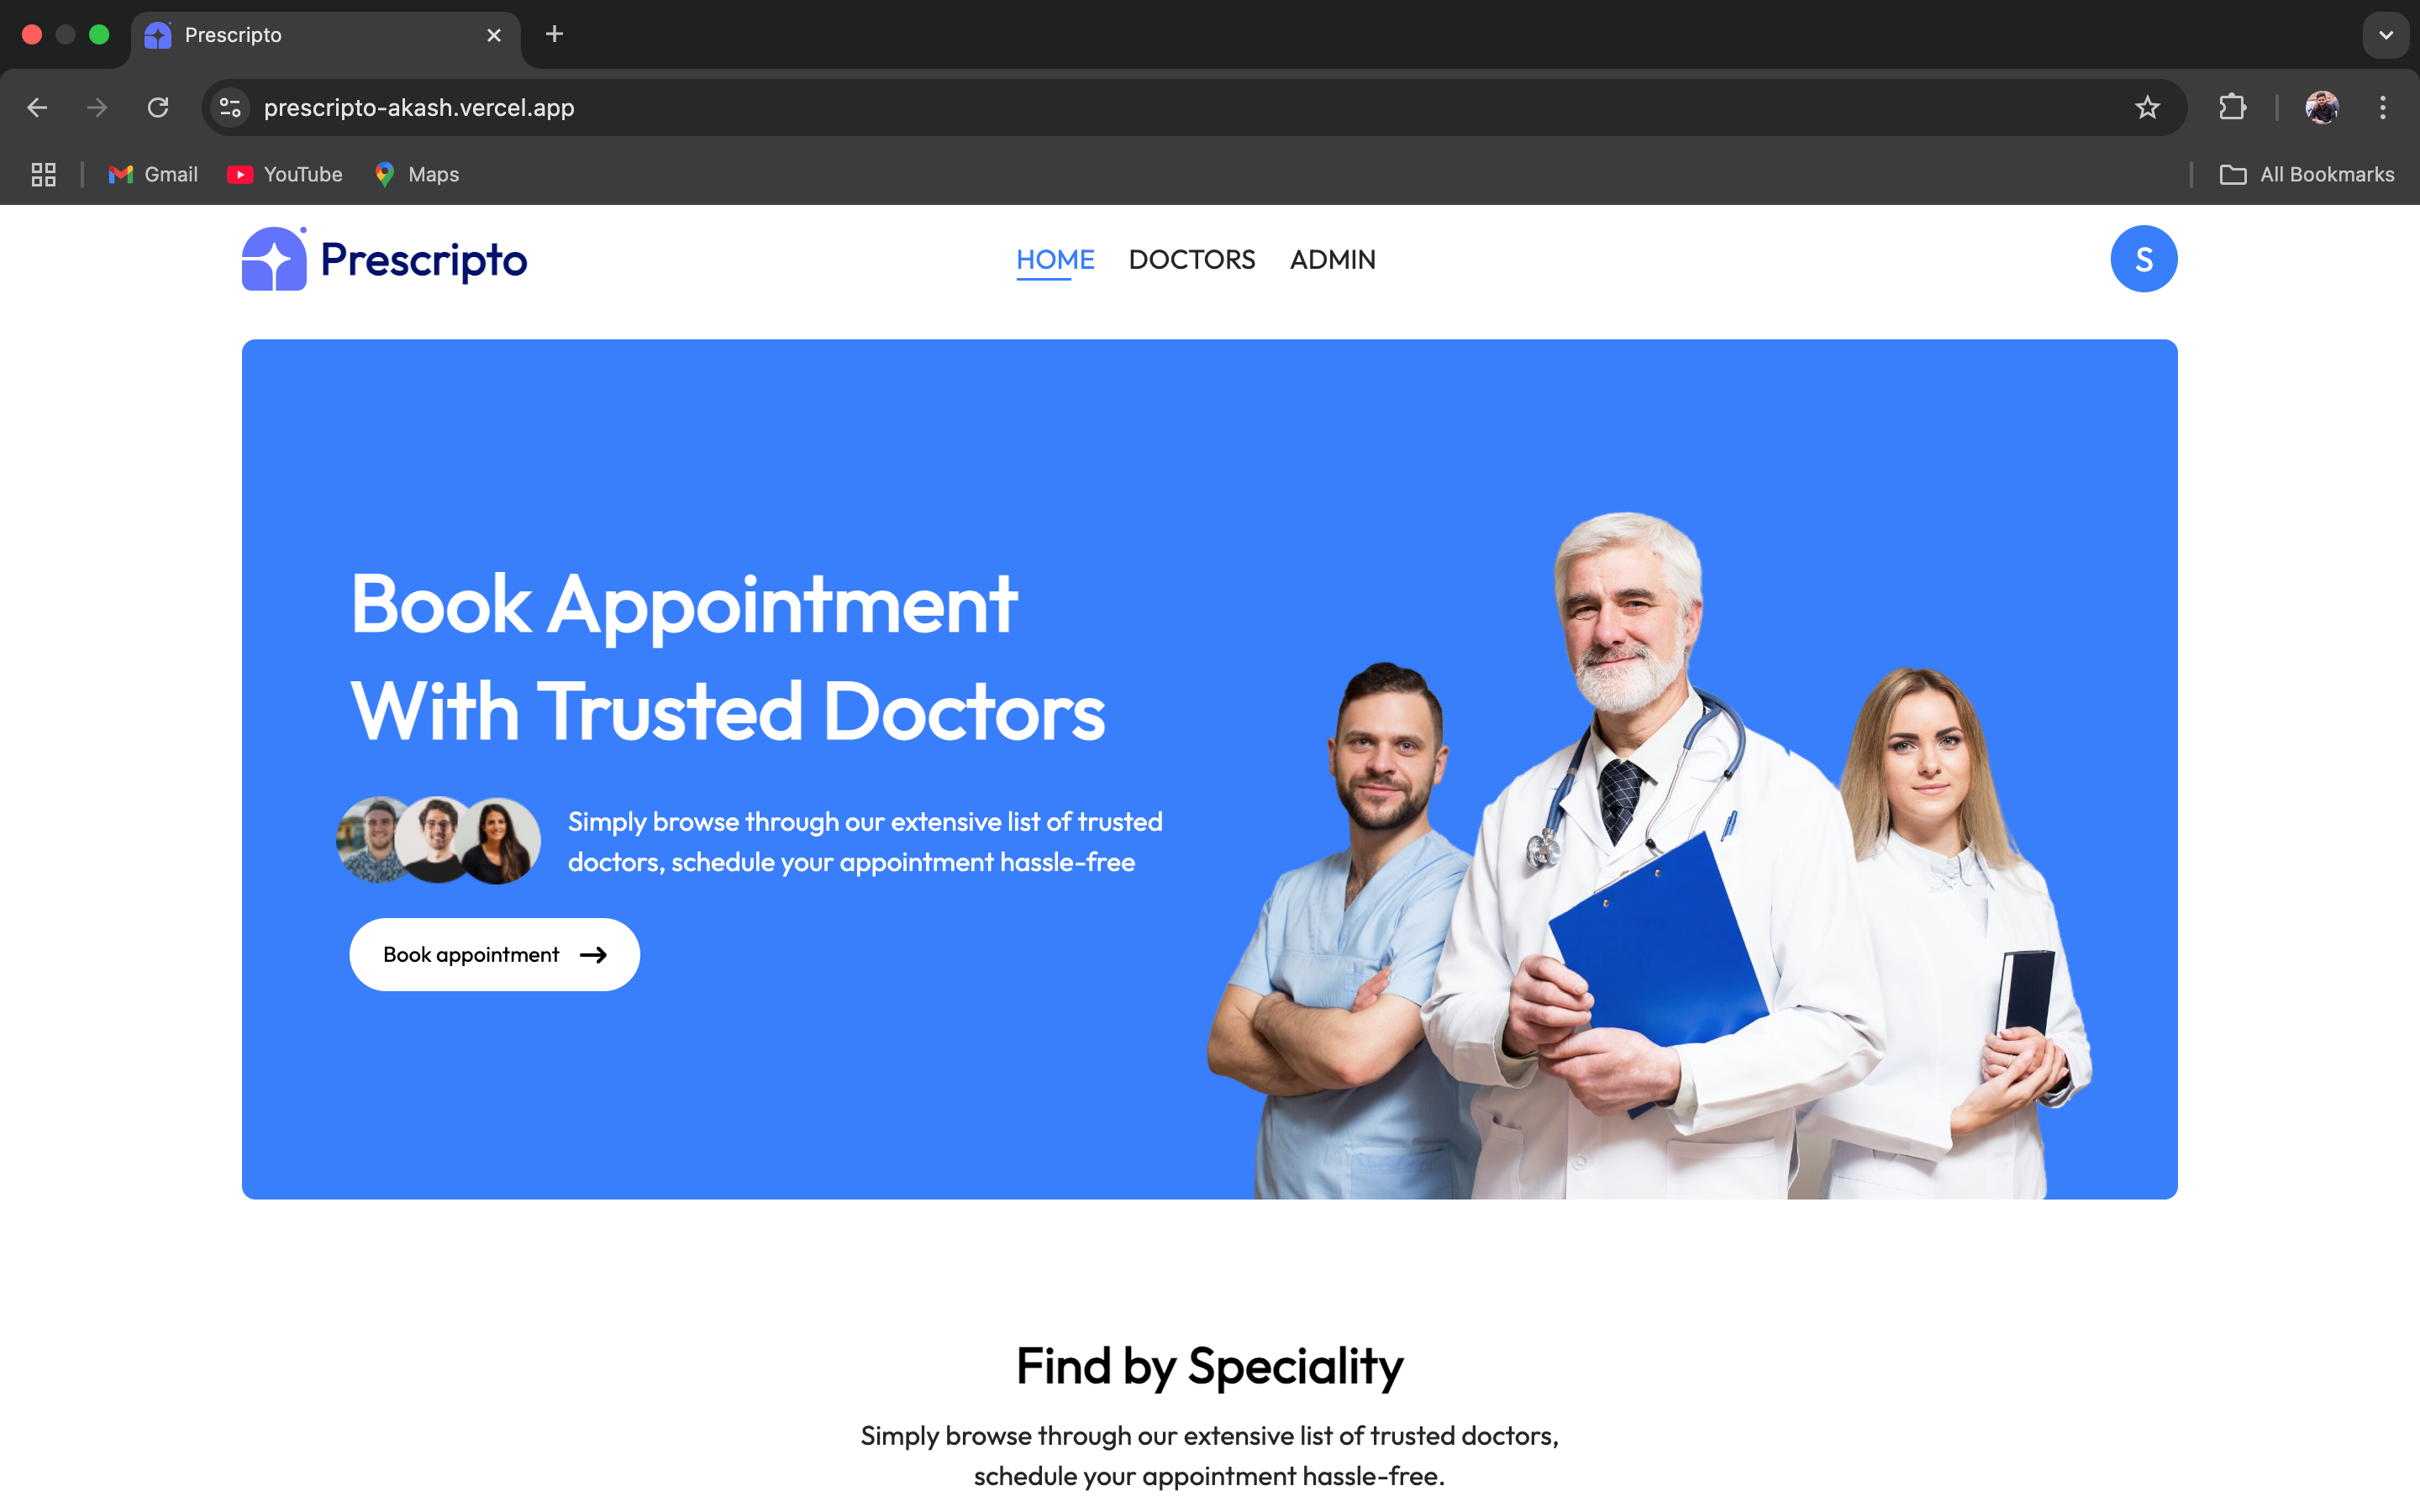 Prescripto
prescripto-akash.vercel.app
Gmail YouTube Maps All Bookmarks
Prescripto HOME DOCTORS ADMIN S
Book Appointment
With Trusted Doctors
Simply browse through our extensive list of trusted
doctors, schedule your appointment hassle-free
Book appointment
Find by Speciality
Simply browse through our extensive list of trusted doctors,
schedule your appointment hassle-free.